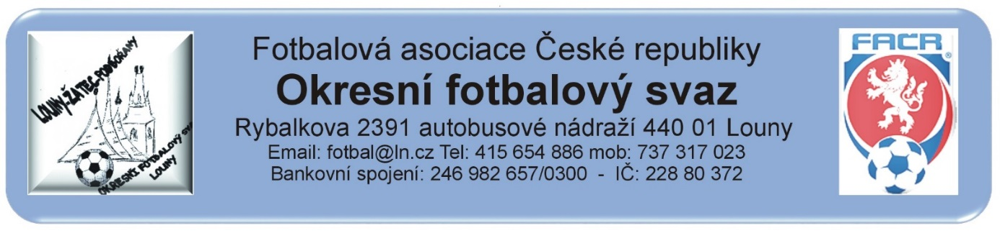 Fotbalová asociace České republiky
Okresní fotbalový svaz
Rybalkova 2391 autobusové nádraží 440 01 Louny
Email: fotbal@ln.cz Tel: 415 654 886 mob: 737 317 023
Bankovní spojení: 246 982 657/0300 - IČ: 228 80 372
LOUNY-ŽATEC-PODBOŘANY
OKRESNÍ FOTBALOVÝ
LOUNY
FAČR
®